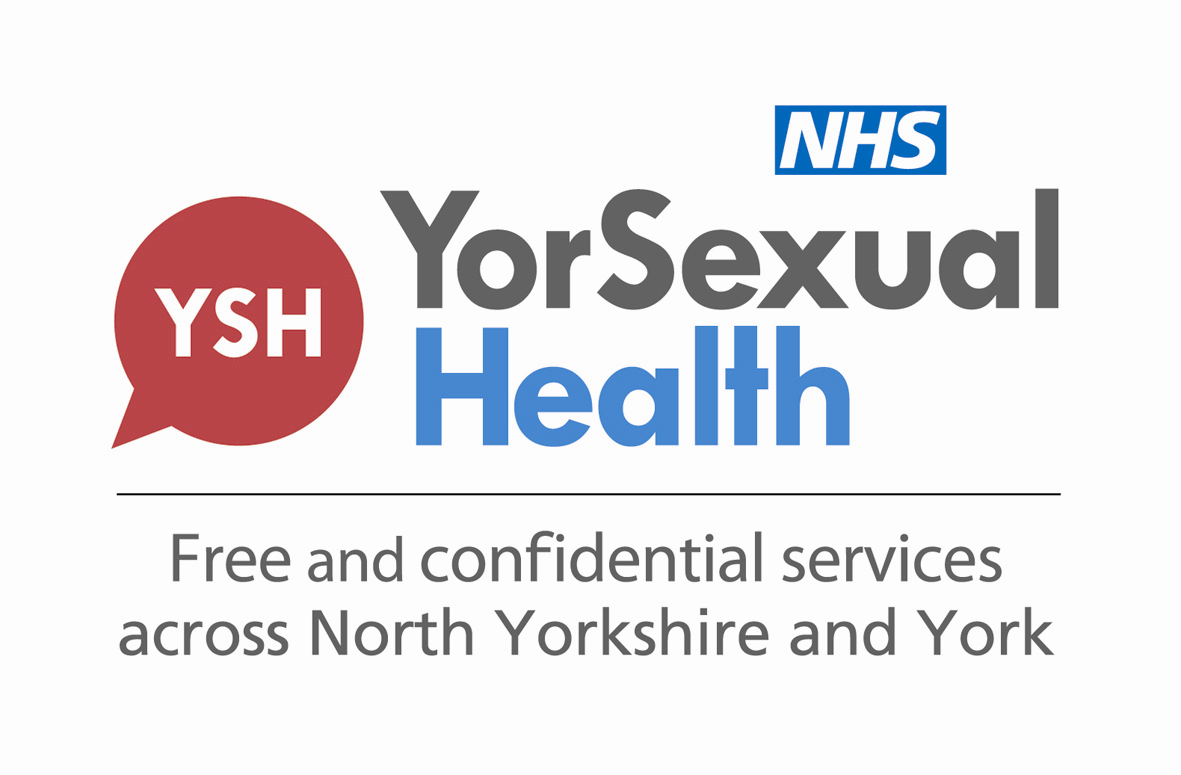 NHS
YSH
YorSexual
Health
Free and confidential services
across North Yorkshire and York